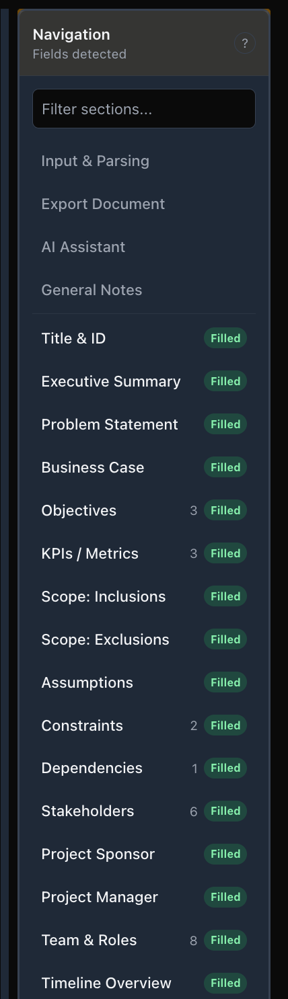 Navigation
Fields detected
?
Filter sections...
Input & Parsing
Export Document
AI Assistant
General Notes
Title & ID Filled
Executive Summary Filled
Problem Statement Filled
Business Case Filled
Objectives 3 Filled
KPIs / Metrics 3 Filled
Scope: Inclusions Filled
Scope: Exclusions Filled
Assumptions Filled
Constraints 2 Filled
Dependencies 1 Filled
Stakeholders 6 Filled
Project Sponsor Filled
Project Manager Filled
Team & Roles 8 Filled
Timeline Overview Filled